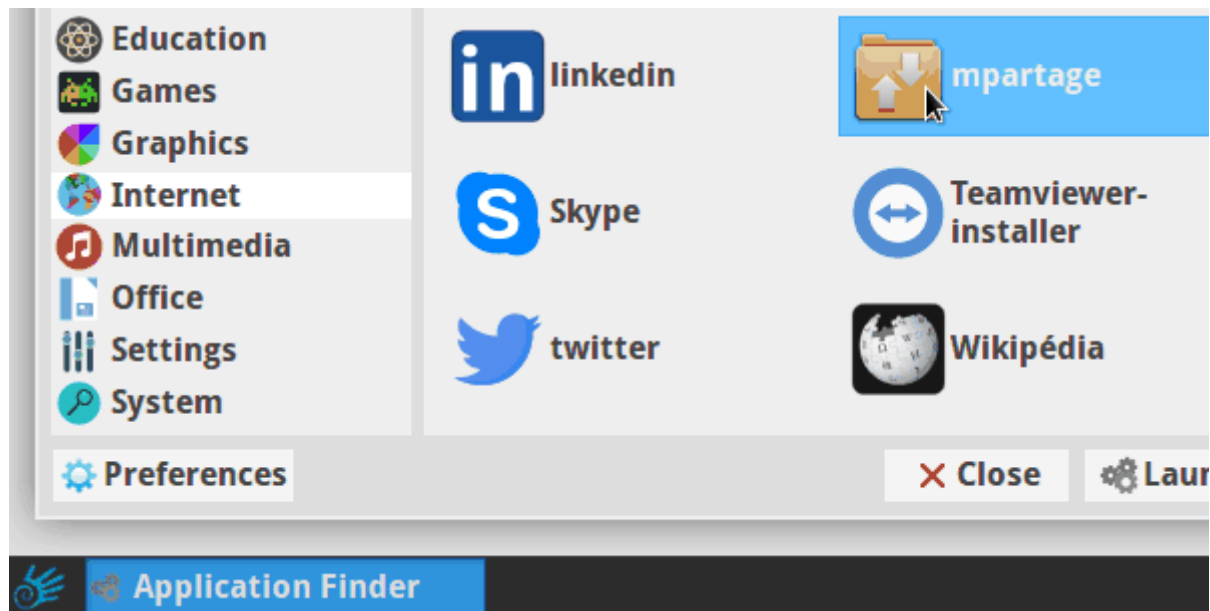 Education
Games
Graphics
Internet
Multimedia
Office
Settings
System
linkedin
mpartage
Skype
Teamviewer-
installer
twitter
Wikipédia
Preferences
Close
Laun
Application Finder